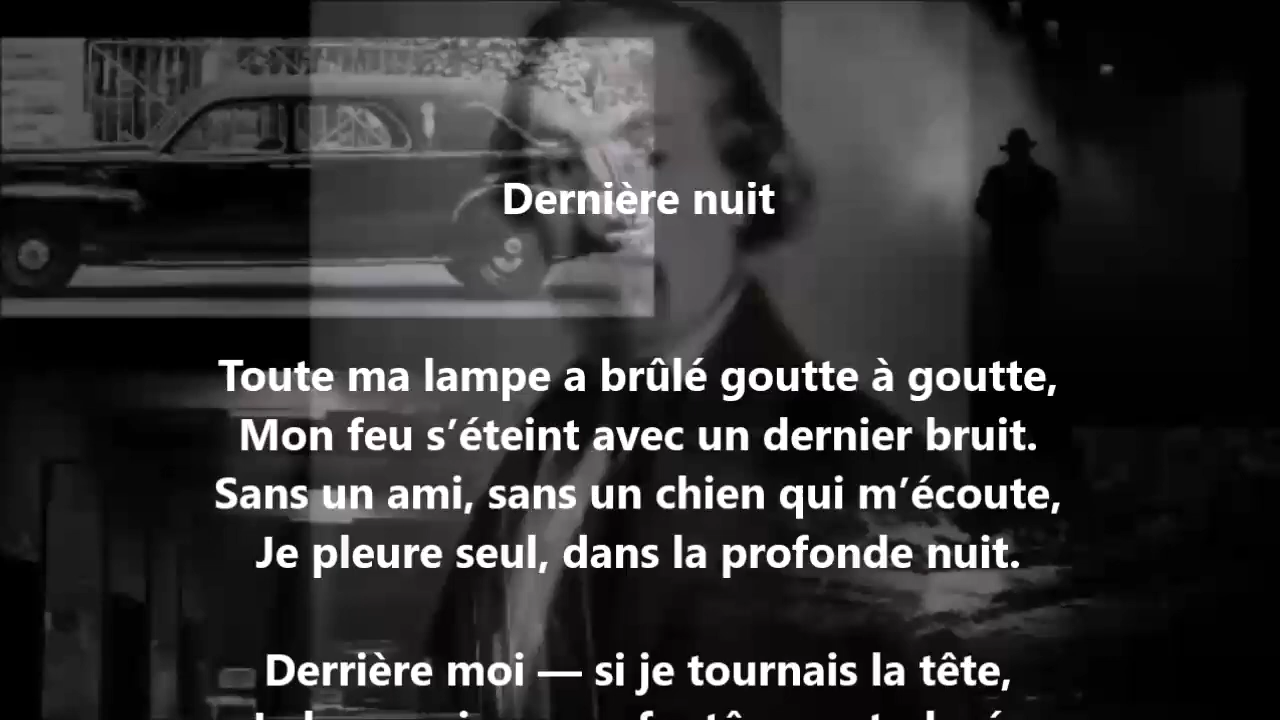 Dernière nuit
Toute ma lampe a brûlé goutte à goutte,
Mon feu s’éteint avec un dernier bruit.
Sans un ami, sans un chien qui m’écoute,
Je pleure seul, dans la profonde nuit.
Derrière moi — si je tournais la tête,